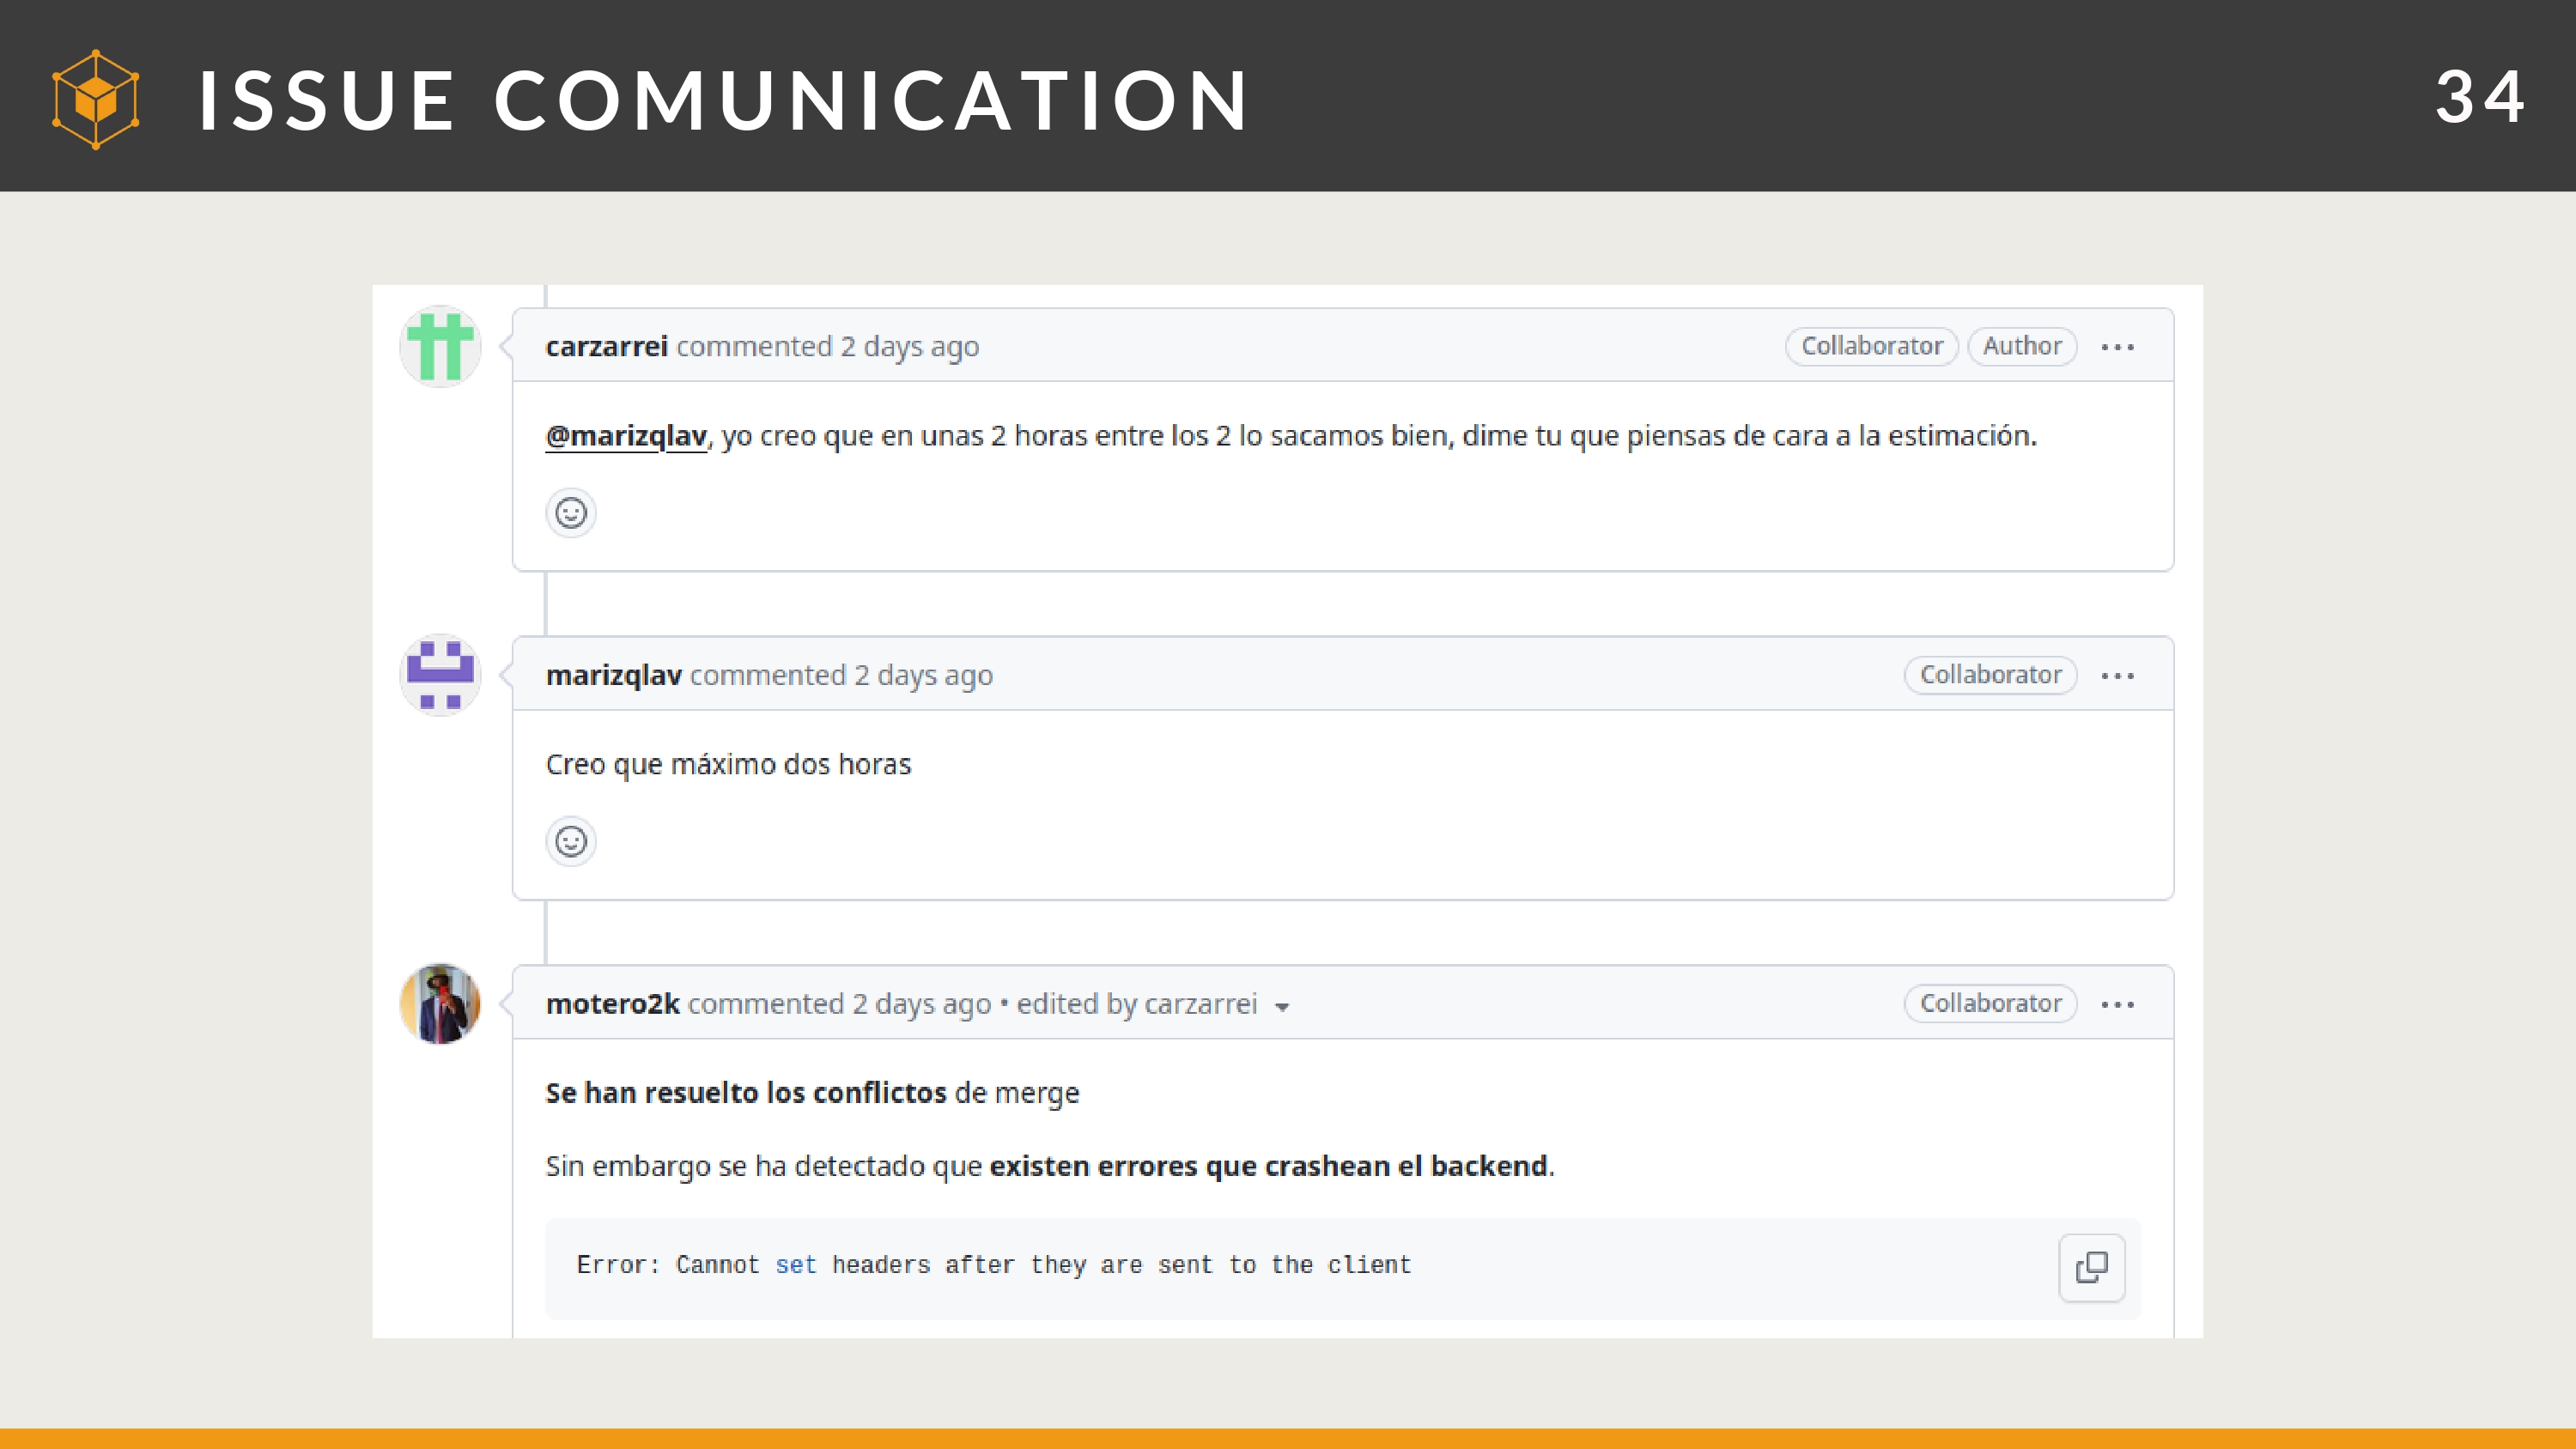 ISSUE COMUNICATION
34
carzarrei commented 2 days ago
Collaborator
Author
@marizqlav, yo creo que en unas 2 horas entre los 2 lo sacamos bien, dime tu que piensas de cara a la estimación.
marizqlav commented 2 days ago
Collaborator
Creo que máximo dos horas
motero2k commented 2 days ago • edited by carzarrei
Collaborator
Se han resuelto los conflictos de merge
Sin embargo se ha detectado que existen errores que crashean el backend.
Error: Cannot set headers after they are sent to the client